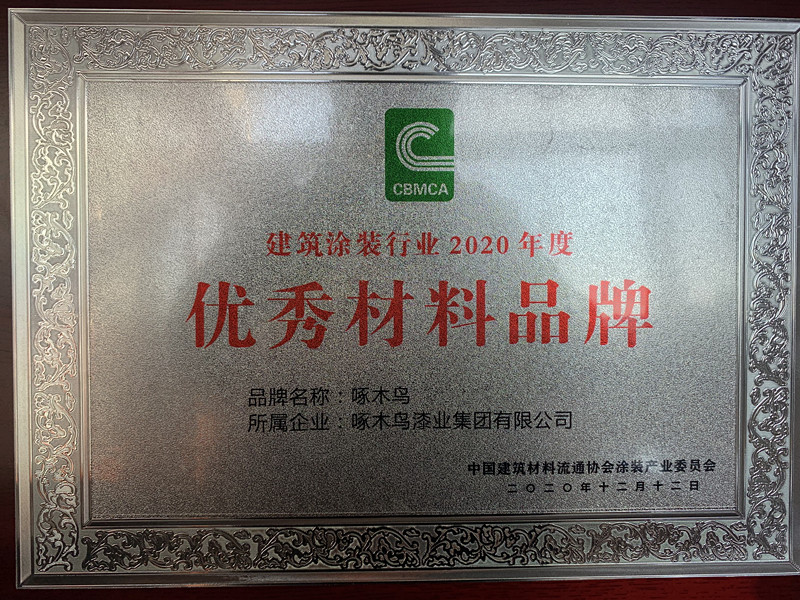 CBMCA
建筑涂装行业2020年度
优秀材料品牌
品牌名称：啄木鸟
所属企业：啄木鸟漆业集团有限公司
中国建筑材料流通协会涂装产业委员会
二〇二〇年十二月十二日